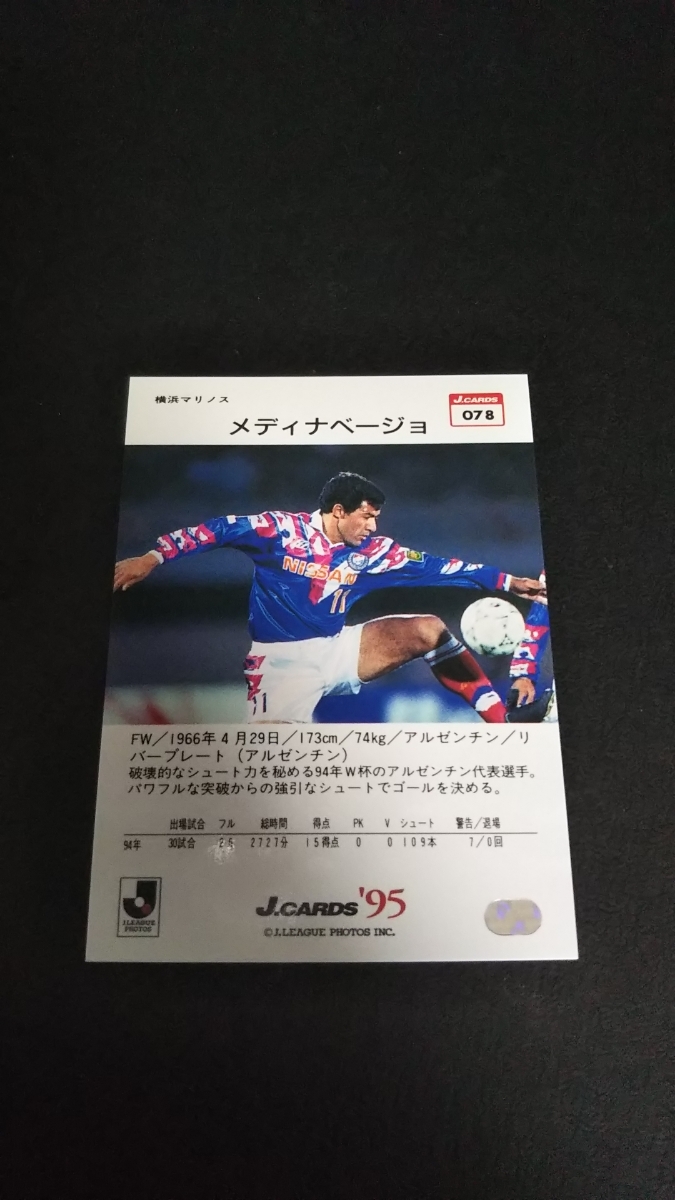 横浜マリノス
メディナベージョ
J.CARDS
078
NISSAN
11
11
FW／1966年4月29日／173cm／74kg／アルゼンチン／リ
バープレート（アルゼンチン）
破壊的なシュート力を秘める94年W杯のアルゼンチン代表選手。
パワフルな突破からの強引なシュートでゴールを決める。
出場試合 フル 総時間 得点 PK V シュート 警告／退場
94年 30試合 26 2727分 15得点 0 0 109本 7/0回
J.LEAGUE
PHOTOS
J.CARDS'95
©J.LEAGUE PHOTOS INC.